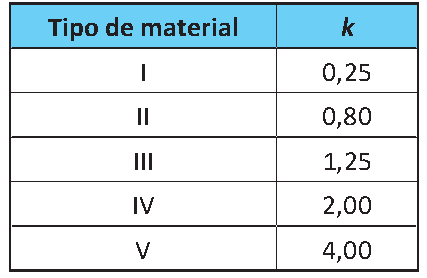 Tipo de material k
I 0,25
II 0,80
III 1,25
IV 2,00
V 4,00